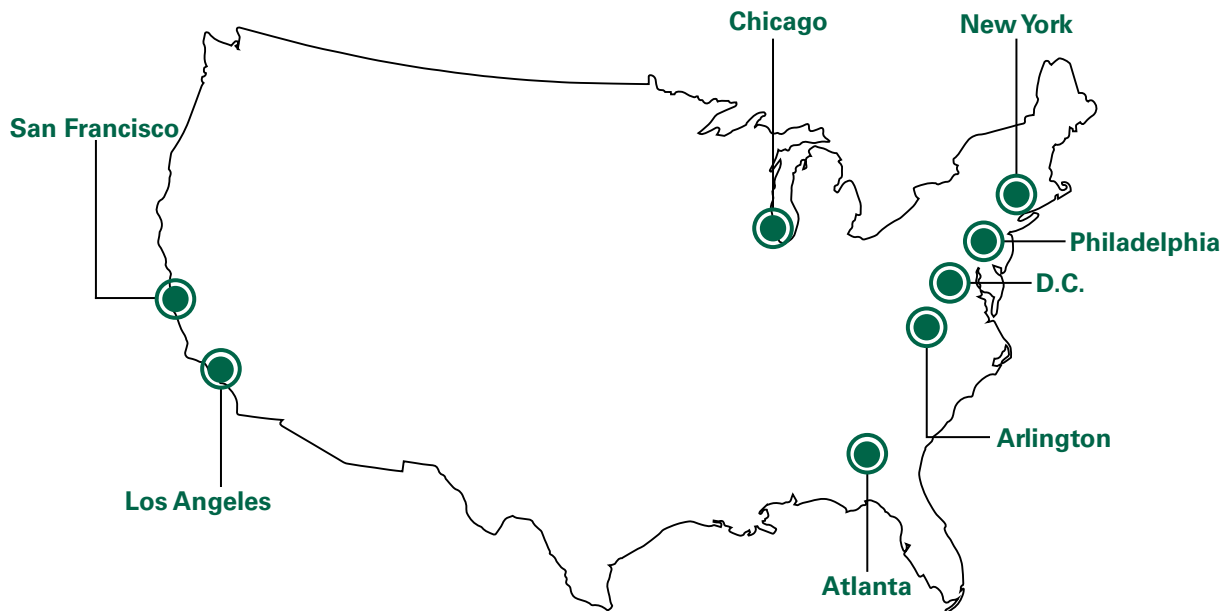 Chicago
New York
San Francisco
Philadelphia
D.C.
Arlington
Los Angeles
Atlanta